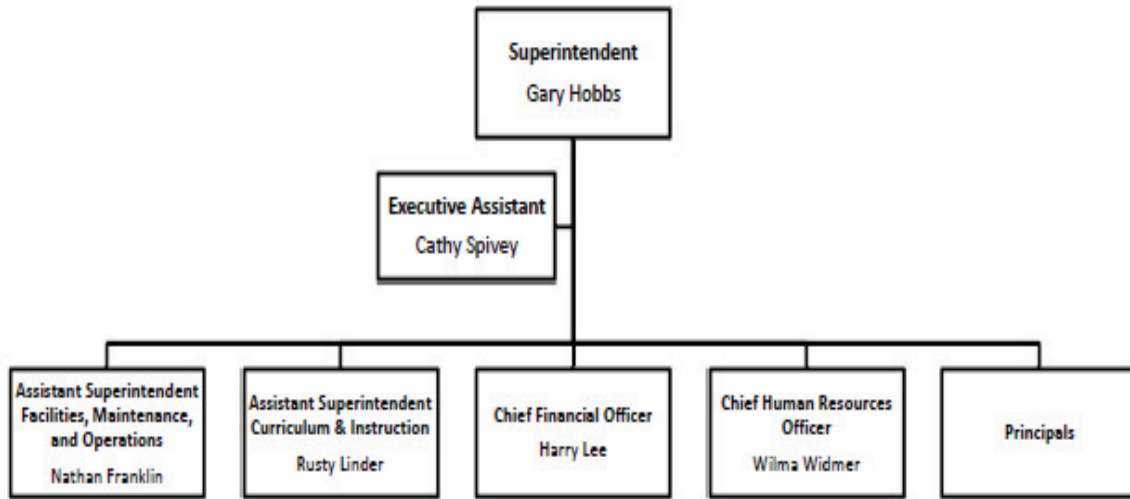 Superintendent
Gary Hobbs
Executive Assistant
Cathy Spivey
Assistant Superintendent
Facilities, Maintenance,
and Operations
Nathan Franklin
Assistant Superintendent
Curriculum & Instruction
Rusty Linder
Chief Financial Officer
Harry Lee
Chief Human Resources
Officer
Wilma Widmer
Principals